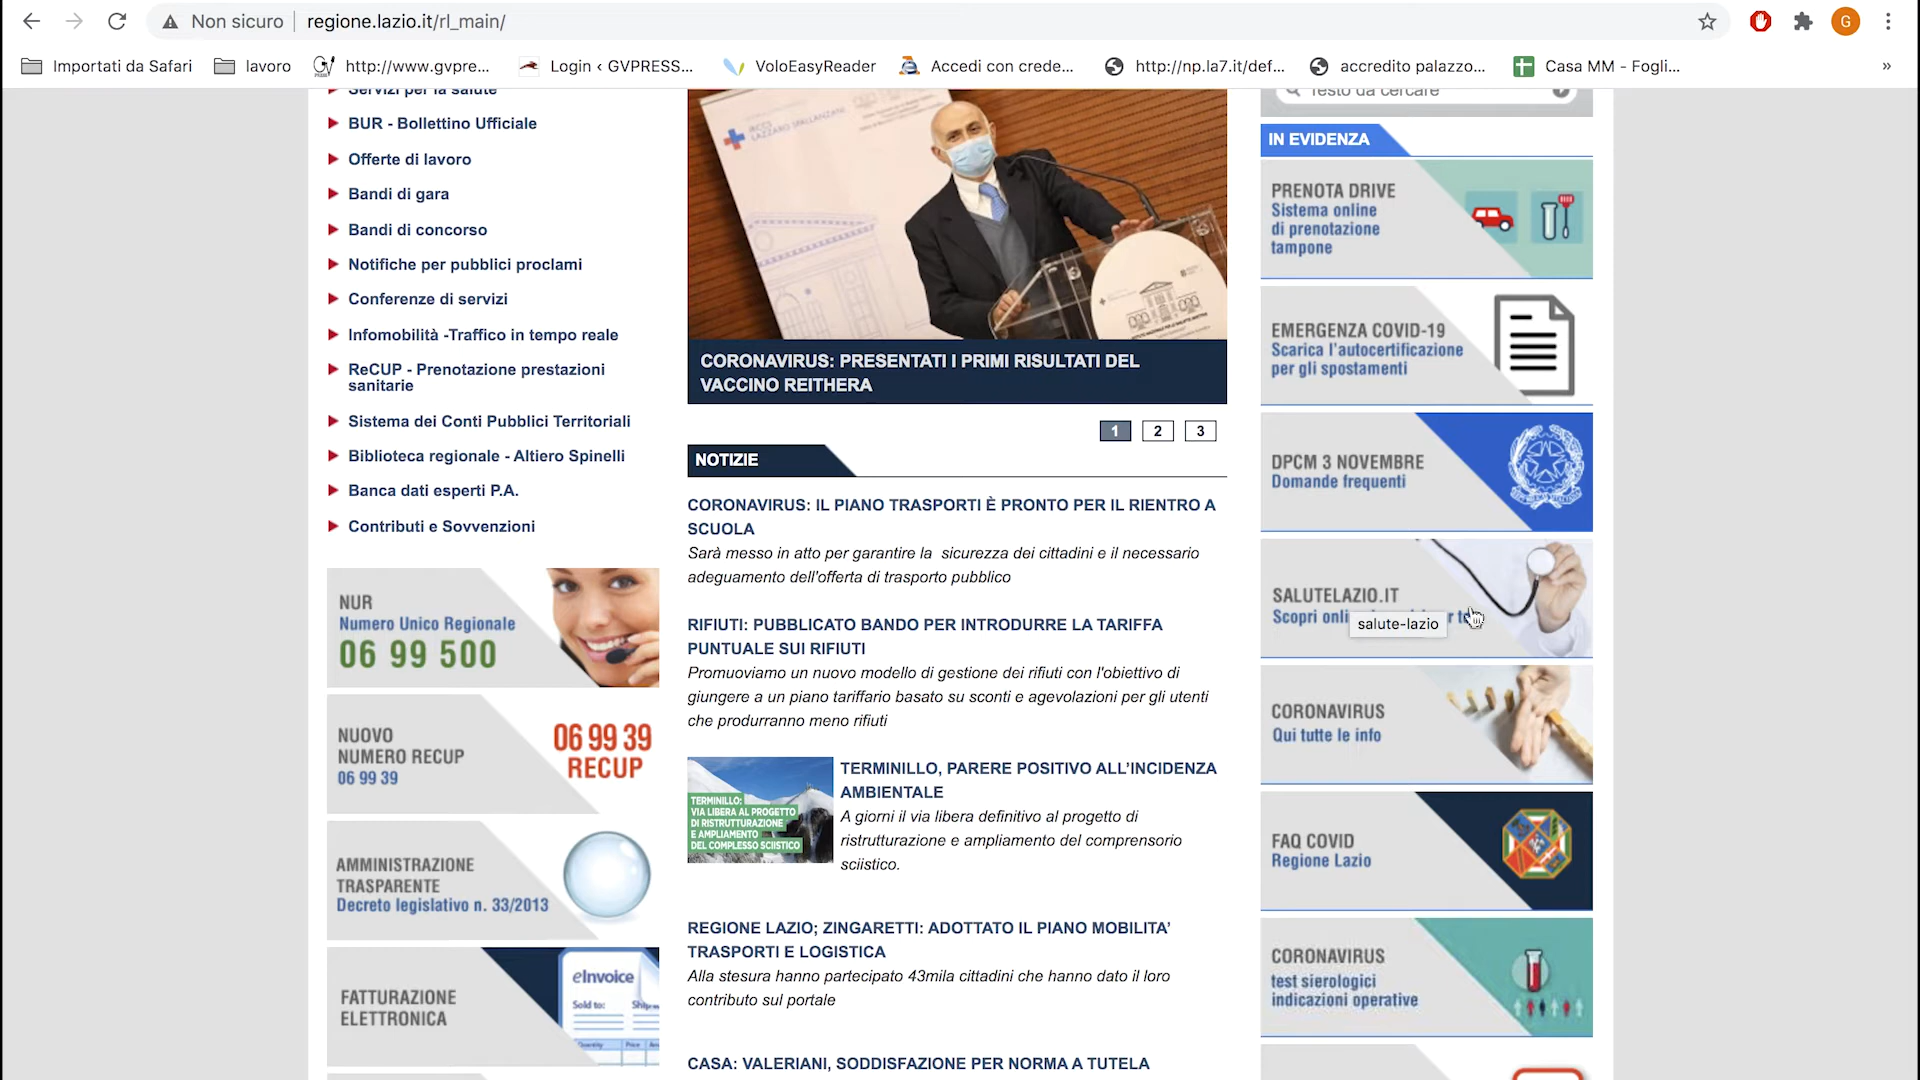 Non sicuro
regione.lazio.it/rl_main/
G
Importati da Safari
lavoro
http://www.gvpre...
Login ‹ GVPRESS...
VoloEasyReader
Accedi con crede...
http://np.la7.it/def...
accredito palazzo...
Casa MM - Fogli...
»
Servizi per la salute
BUR - Bollettino Ufficiale
Offerte di lavoro
Bandi di gara
Bandi di concorso
Notifiche per pubblici proclami
Conferenze di servizi
Infomobilità -Traffico in tempo reale
ReCUP - Prenotazione prestazioni
sanitarie
Sistema dei Conti Pubblici Territoriali
Biblioteca regionale - Altiero Spinelli
Banca dati esperti P.A.
Contributi e Sovvenzioni
NUR
Numero Unico Regionale
06 99 500
NUOVO
NUMERO RECUP
06 99 39
06 99 39
RECUP
AMMINISTRAZIONE
TRASPARENTE
Decreto legislativo n. 33/2013
FATTURAZIONE
ELETTRONICA
eInvoice
Sold to:
Quantity
Price
LAZZARO SPALLANZANI
CORONAVIRUS: PRESENTATI I PRIMI RISULTATI DEL
VACCINO REITHERA
1
2
3
NOTIZIE
CORONAVIRUS: IL PIANO TRASPORTI È PRONTO PER IL RIENTRO A
SCUOLA
Sarà messo in atto per garantire la sicurezza dei cittadini e il necessario
adeguamento dell'offerta di trasporto pubblico
RIFIUTI: PUBBLICATO BANDO PER INTRODURRE LA TARIFFA
PUNTUALE SUI RIFIUTI
Promuoviamo un nuovo modello di gestione dei rifiuti con l'obiettivo di
giungere a un piano tariffario basato su sconti e agevolazioni per gli utenti
che produrranno meno rifiuti
TERMINILLO:
VIA LIBERA AL PROGETTO
DI RISTRUTTURAZIONE
E AMPLIAMENTO
DEL COMPLESSO SCIISTICO
TERMINILLO, PARERE POSITIVO ALL’INCIDENZA
AMBIENTALE
A giorni il via libera definitivo al progetto di
ristrutturazione e ampliamento del comprensorio
sciistico.
REGIONE LAZIO; ZINGARETTI: ADOTTATO IL PIANO MOBILITA’
TRASPORTI E LOGISTICA
Alla stesura hanno partecipato 43mila cittadini che hanno dato il loro
contributo sul portale
CASA: VALERIANI, SODDISFAZIONE PER NORMA A TUTELA
Testo da cercare
IN EVIDENZA
PRENOTA DRIVE
Sistema online
di prenotazione
tampone
EMERGENZA COVID-19
Scarica l'autocertificazione
per gli spostamenti
DPCM 3 NOVEMBRE
Domande frequenti
SALUTELAZIO.IT
Scopri onli
salute-lazio
CORONAVIRUS
Qui tutte le info
FAQ COVID
Regione Lazio
CORONAVIRUS
test sierologici
indicazioni operative